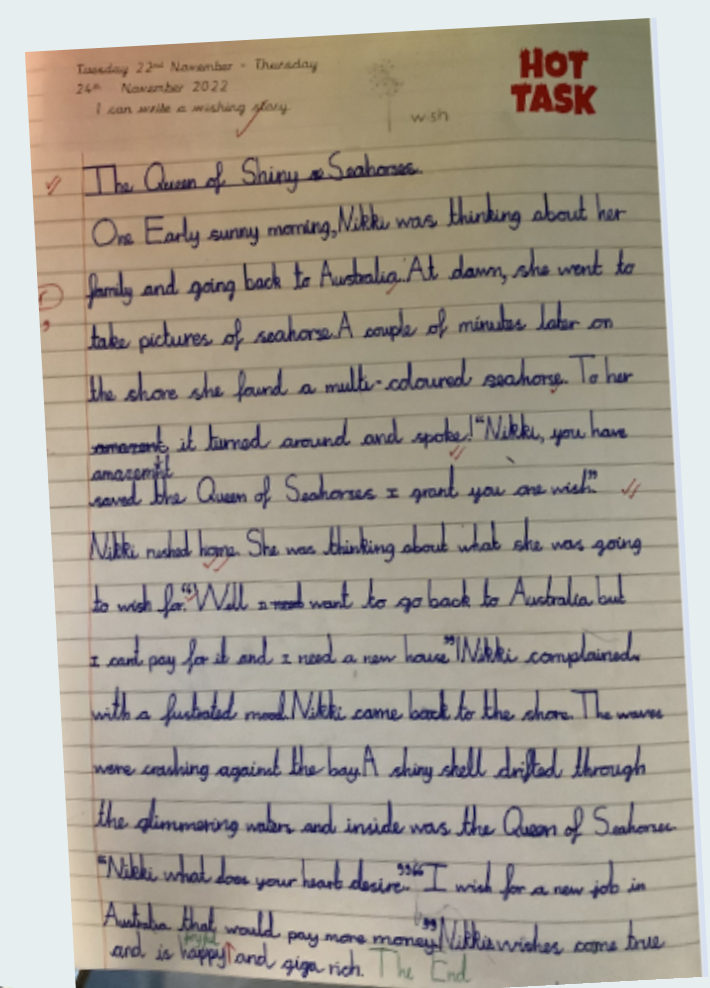 Tuesday 22nd November - Thursday
24th November 2022
I can write a wishing story.
wish
HOT
TASK
The Queen of Shiny Seahorses.
One Early sunny morning, Nikki was thinking about her
family and going back to Australia. At dawn, she went to
take pictures of seahorse. A couple of minutes later on
the shore she found a multi-coloured seahorse. To her
amazent it turned around and spoke! "Nikki, you have
amazemt
saved the Queen of Seahorses I grant you one wish."
Nikki rushed home. She was thinking about what she was going
to wish for. "Well I need want to go back to Australia but
I cant pay for it and I need a new house" Nikki complained
with a fustrated mood. Nikki came back to the shore. The waves
were crashing against the bay. A shiny shell drifted through
the glimmering waters and inside was the Queen of Seahorses.
"Nikki what does your heart desire." "I wish for a new job in
Australia that would pay more money." Nikkis wishes come true
joyful
and is happy and giga rich. The End